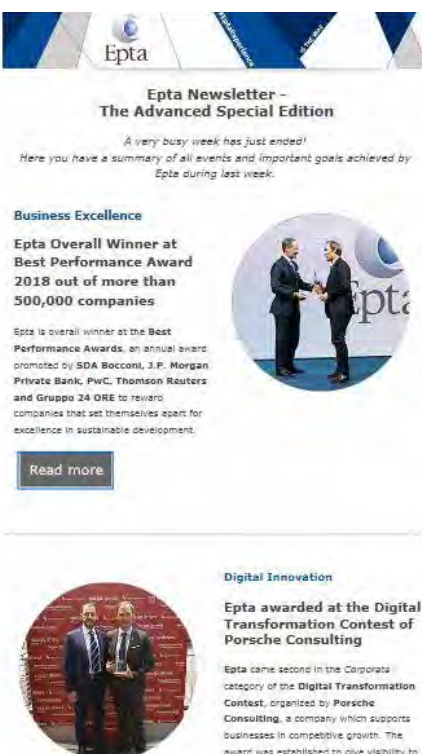 #EptaExperience
is the way
Epta
Epta Newsletter -
The Advanced Special Edition
A very busy week has just ended!
Here you have a summary of all events and important goals achieved by
Epta during last week.
Business Excellence
Epta Overall Winner at
Best Performance Award
2018 out of more than
500,000 companies
Epta
Epta is overall winner at the Best
Performance Awards, an annual award
promoted by SDA Bocconi, J.P. Morgan
Private Bank, PwC, Thomson Reuters
and Gruppo 24 ORE to reward
companies that set themselves apart for
excellence in sustainable development.
Read more
Digital Innovation
Epta awarded at the Digital
Transformation Contest of
Porsche Consulting
Epta came second in the Corporate
category of the Digital Transformation
Contest, organized by Porsche
Consulting, a company which supports
businesses in competitive growth. The
award was established to give visibility to